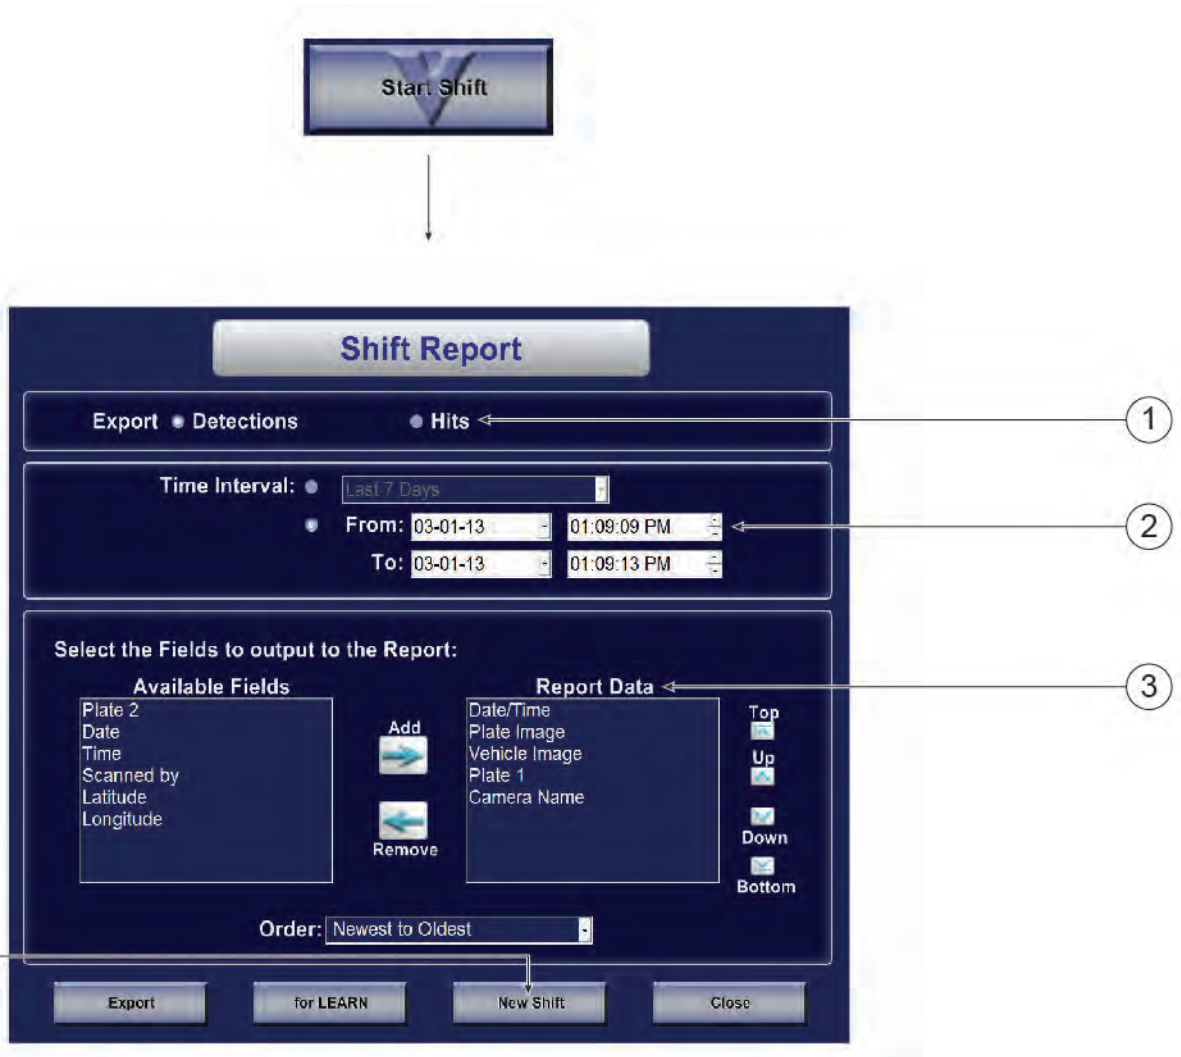 Start Shift
Shift Report
Export Detections Hits
1
Time Interval: Last 7 Days
From: 03-01-13 01:09:09 PM
2
To: 03-01-13 01:09:13 PM
Select the Fields to output to the Report:
Available Fields
Plate 2
Date
Time
Scanned by
Latitude
Longitude
Add
Remove
Report Data
3
Date/Time
Plate Image
Vehicle Image
Plate 1
Camera Name
Top
Up
Down
Bottom
Order: Newest to Oldest
Export
for LEARN
New Shift
Close